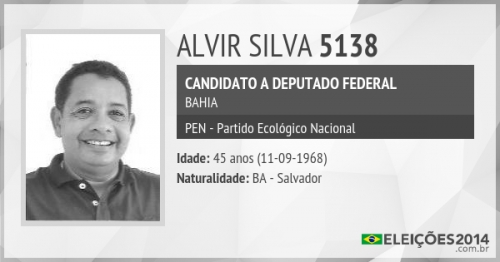 ALVIR SILVA 5138
CANDIDATO A DEPUTADO FEDERAL
BAHIA
PEN - Partido Ecológico Nacional
Idade: 45 anos (11-09-1968)
Naturalidade: BA - Salvador
ELEIÇÕES2014
.com.br